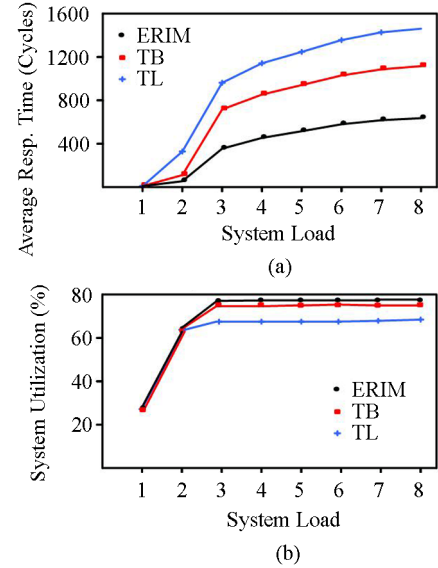 (a)
1600
1200
800
400
Average Resp. Time (Cycles)
ERIM
TB
TL
1 2 3 4 5 6 7 8
System Load
(a)
80
60
40
20
System Utilization (%)
ERIM
TB
TL
1 2 3 4 5 6 7 8
System Load
(b)